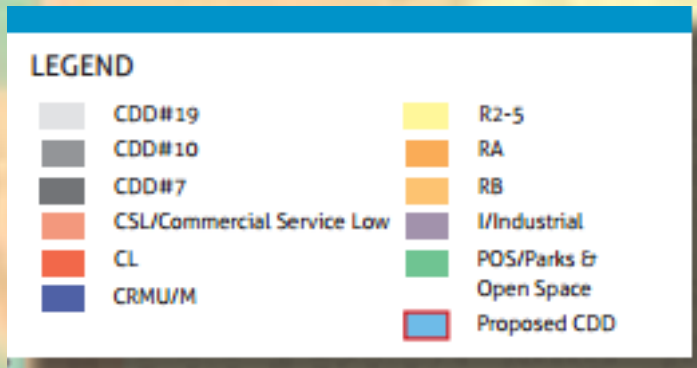 LEGEND
CDD#19
CDD#10
CDD#7
CSL/Commercial Service Low
CL
CRMU/M
R2-5
RA
RB
I/Industrial
POS/Parks &
Open Space
Proposed CDD